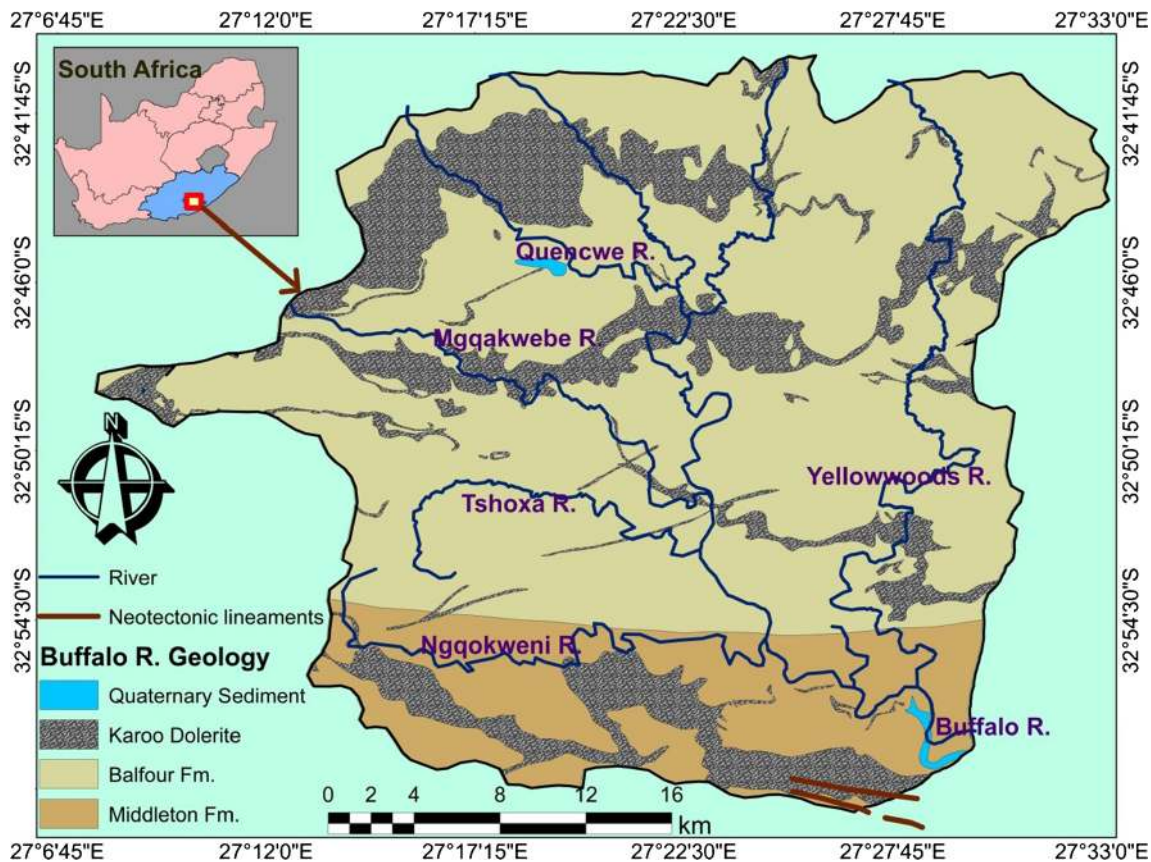 27°6'45"E 27°12'0"E 27°17'15"E 27°22'30"E 27°27'45"E 27°33'0"E
South Africa
32°41'45"S
32°41'45"S
Quencwe R.
32°46'0"S
32°46'0"S
Mgqakwebe R.
N
32°50'15"S
32°50'15"S
Tshoxa R.
Yellowwoods R.
River
Neotectonic lineaments
32°54'30"S
32°54'30"S
Ngqokweni R.
Buffalo R. Geology
Quaternary Sediment
Karoo Dolerite
Balfour Fm.
Middleton Fm.
Buffalo R.
0 2 4 8 12 16
km
27°6'45"E 27°12'0"E 27°17'15"E 27°22'30"E 27°27'45"E 27°33'0"E